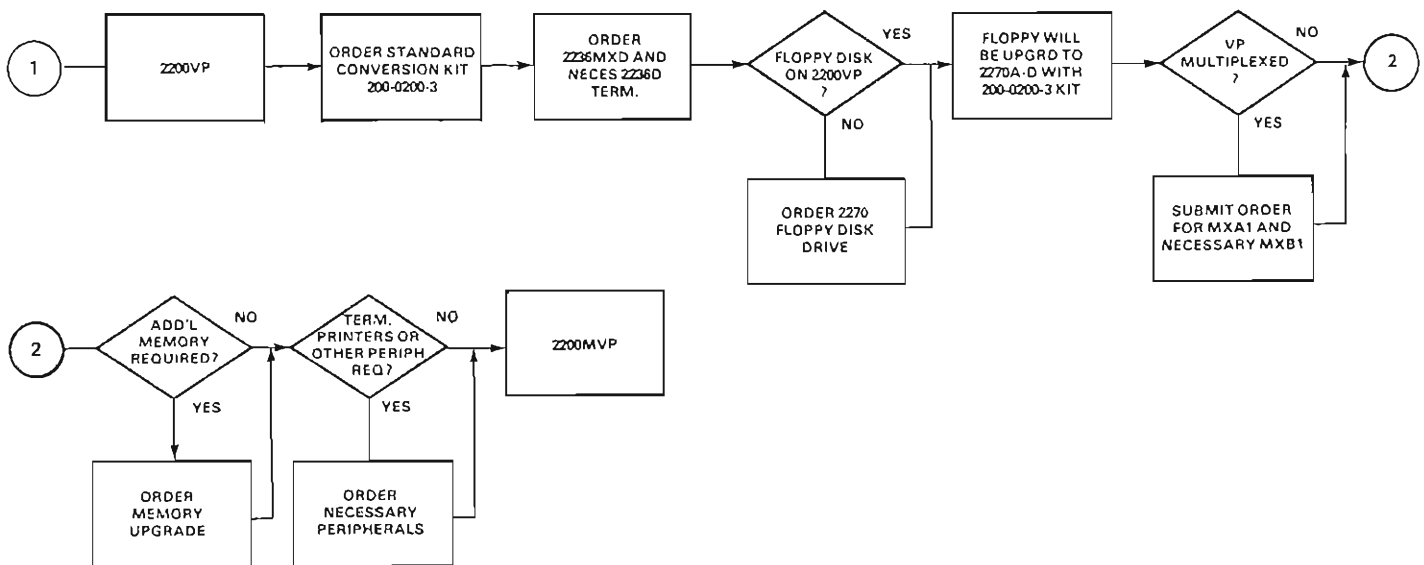 1
2200VP
ORDER STANDARD
CONVERSION KIT
200-0200-3
ORDER
2236MXD AND
NECES 2236D
TERM.
FLOPPY DISK
ON 2200VP
?
YES
NO
ORDER 2270
FLOPPY DISK
DRIVE
FLOPPY WILL
BE UPGRD TO
2270A-D WITH
200-0200-3 KIT
VP
MULTIPLEXED
?
NO
YES
SUBMIT ORDER
FOR MXA1 AND
NECESSARY MXB1
2
2
ADD'L
MEMORY
REQUIRED?
NO
YES
ORDER
MEMORY
UPGRADE
TERM.
PRINTERS OR
OTHER PERIPH
REQ?
NO
YES
ORDER
NECESSARY
PERIPHERALS
2200MVP